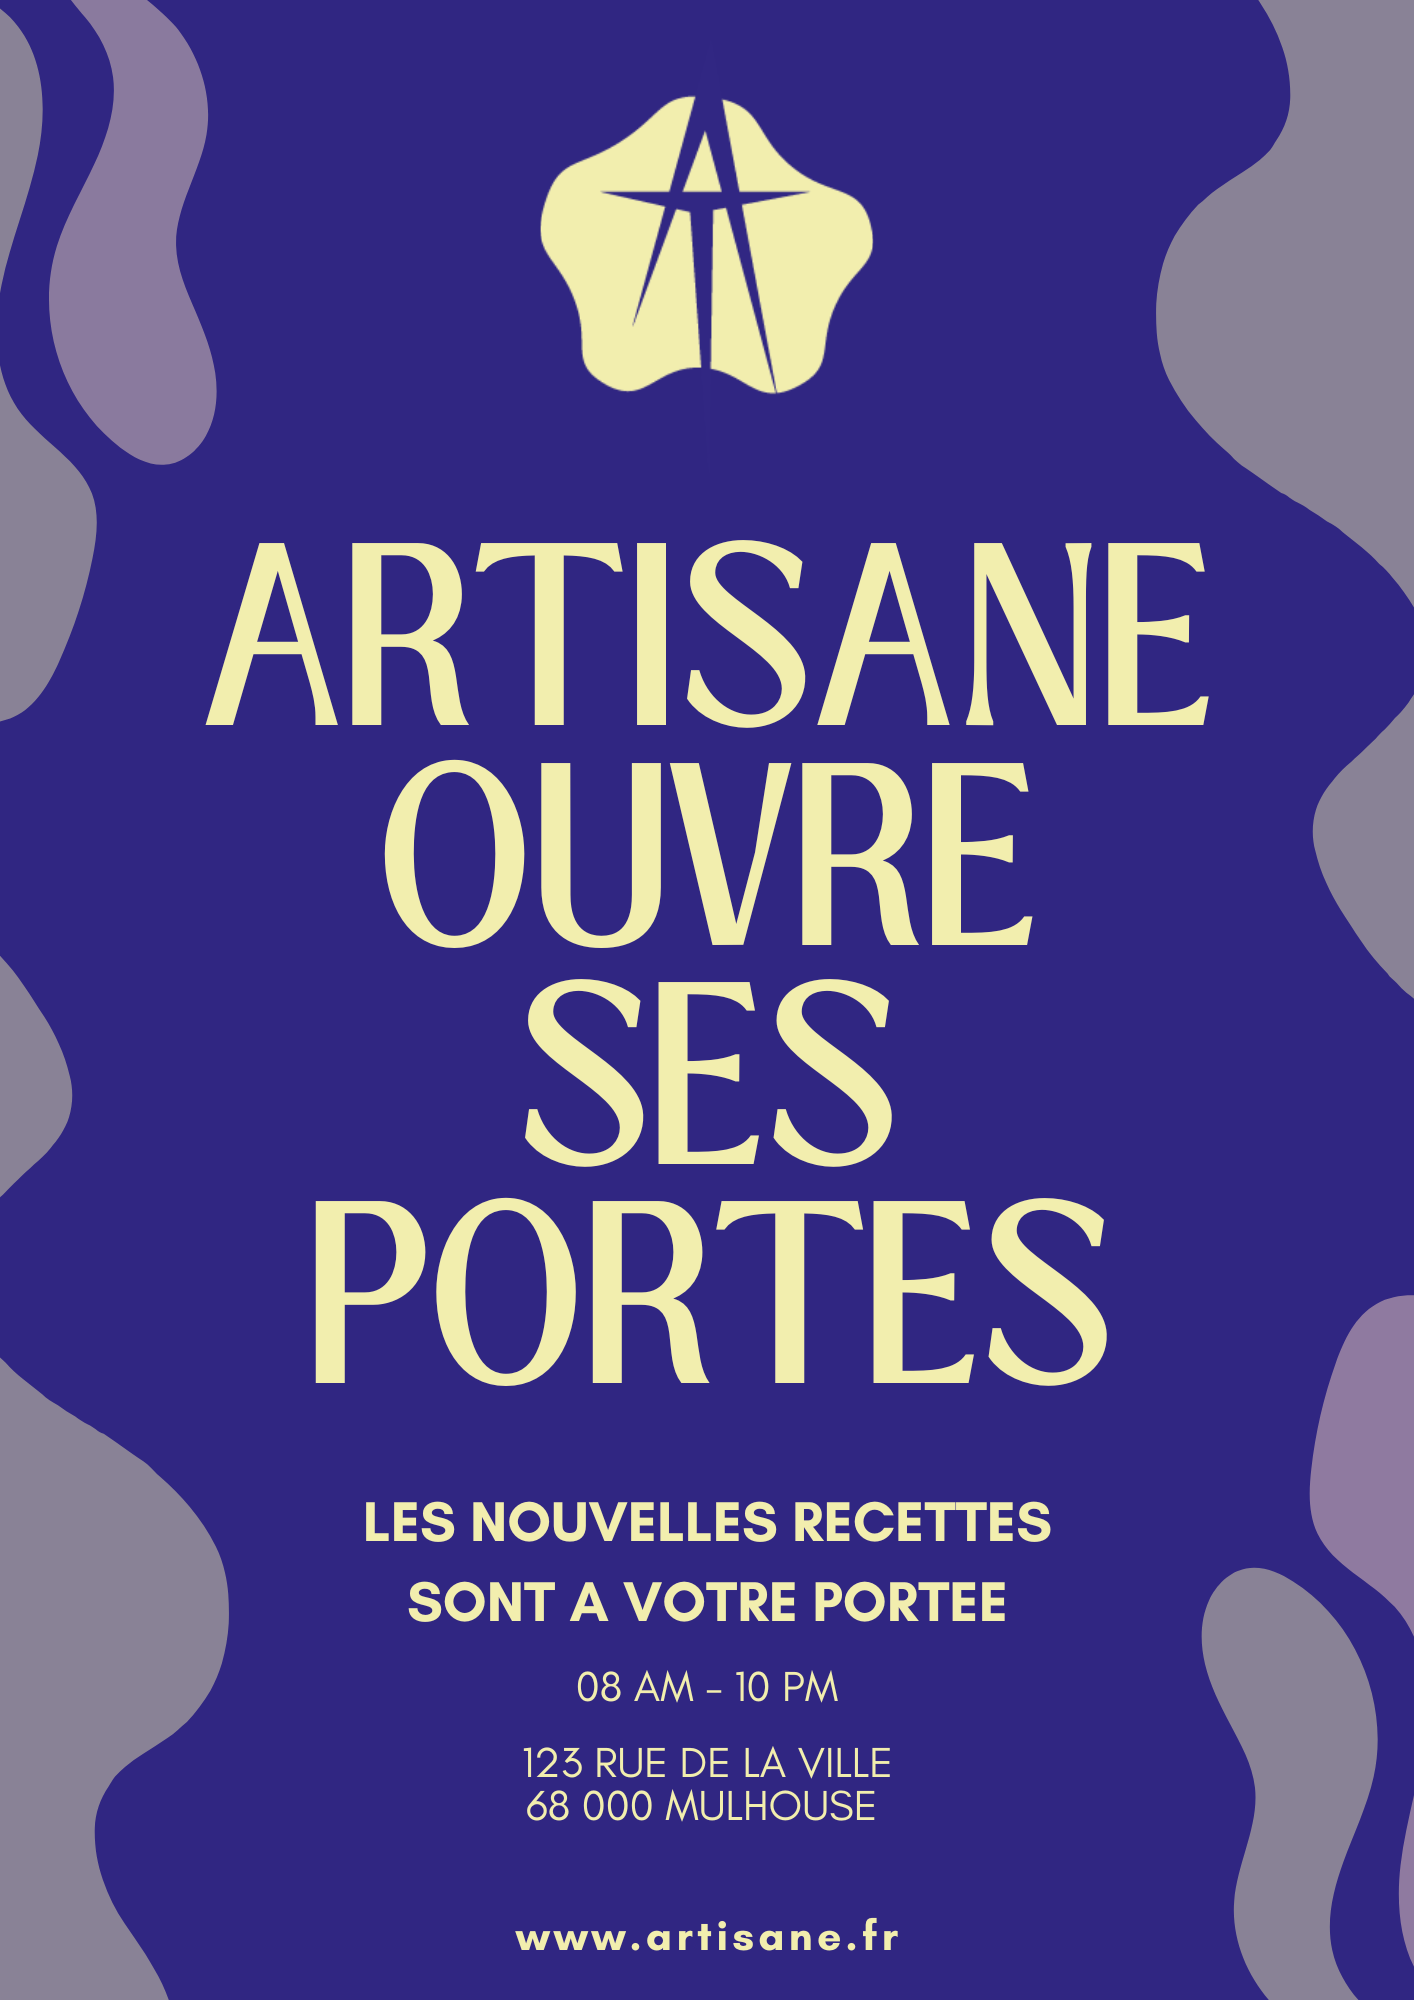 ARTISANE
OUVRE
SES
PORTES
LES NOUVELLES RECETTES
SONT A VOTRE PORTEE
08 AM – 10 PM
123 RUE DE LA VILLE
68 000 MULHOUSE
www.artisane.fr